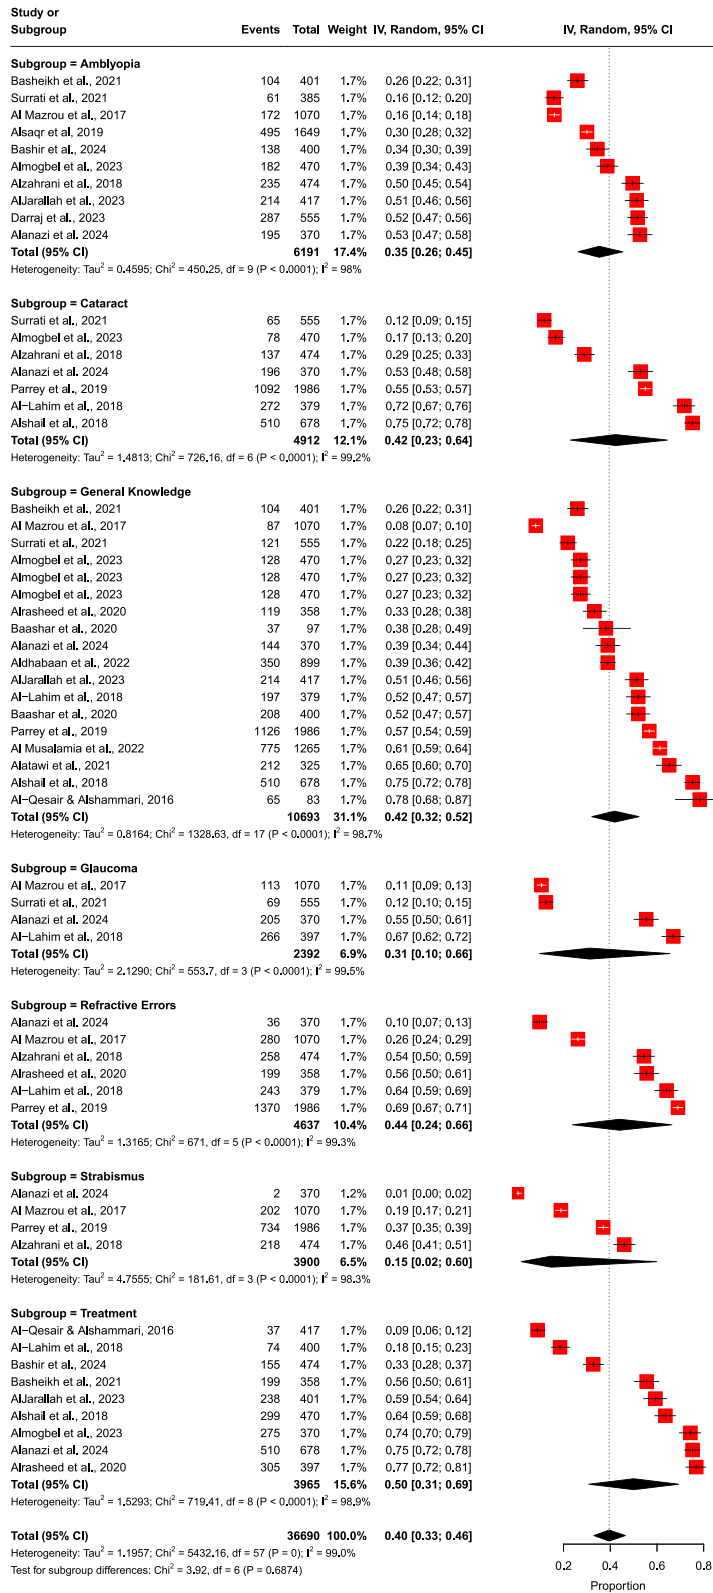 Study or
Subgroup Events Total Weight IV, Random, 95% CI IV, Random, 95% CI
Subgroup = Amblyopia
Basheikh et al., 2021 104 401 1.7% 0.26 [0.22; 0.31]
Surrati et al., 2021 61 385 1.7% 0.16 [0.12; 0.20]
Al Mazrou et al., 2017 172 1070 1.7% 0.16 [0.14; 0.18]
Alsaqr et al, 2019 495 1649 1.7% 0.30 [0.28; 0.32]
Bashir et al., 2024 138 400 1.7% 0.34 [0.30; 0.39]
Almogbel et al., 2023 182 470 1.7% 0.39 [0.34; 0.43]
Alzahrani et al., 2018 235 474 1.7% 0.50 [0.45; 0.54]
AlJarallah et al., 2023 214 417 1.7% 0.51 [0.46; 0.56]
Darraj et al., 2023 287 555 1.7% 0.52 [0.47; 0.56]
Alanazi et al. 2024 195 370 1.7% 0.53 [0.47; 0.58]
Total (95% CI) 6191 17.4% 0.35 [0.26; 0.45]
Heterogeneity: Tau² = 0.4595; Chi² = 450.25, df = 9 (P < 0.0001); I² = 98%
Subgroup = Cataract
Surrati et al., 2021 65 555 1.7% 0.12 [0.09; 0.15]
Almogbel et al., 2023 78 470 1.7% 0.17 [0.13; 0.20]
Alzahrani et al., 2018 137 474 1.7% 0.29 [0.25; 0.33]
Alanazi et al. 2024 196 370 1.7% 0.53 [0.48; 0.58]
Parrey et al., 2019 1092 1986 1.7% 0.55 [0.53; 0.57]
Al−Lahim et al., 2018 272 379 1.7% 0.72 [0.67; 0.76]
Alshail et al., 2018 510 678 1.7% 0.75 [0.72; 0.78]
Total (95% CI) 4912 12.1% 0.42 [0.23; 0.64]
Heterogeneity: Tau² = 1.4813; Chi² = 726.16, df = 6 (P < 0.0001); I² = 99.2%
Subgroup = General Knowledge
Basheikh et al., 2021 104 401 1.7% 0.26 [0.22; 0.31]
Al Mazrou et al., 2017 87 1070 1.7% 0.08 [0.07; 0.10]
Surrati et al., 2021 121 555 1.7% 0.22 [0.18; 0.25]
Almogbel et al., 2023 128 470 1.7% 0.27 [0.23; 0.32]
Almogbel et al., 2023 128 470 1.7% 0.27 [0.23; 0.32]
Almogbel et al., 2023 128 470 1.7% 0.27 [0.23; 0.32]
Alrasheed et al., 2020 119 358 1.7% 0.33 [0.28; 0.38]
Baashar et al., 2020 37 97 1.7% 0.38 [0.28; 0.49]
Alanazi et al. 2024 144 370 1.7% 0.39 [0.34; 0.44]
Aldhabaan et al., 2022 350 899 1.7% 0.39 [0.36; 0.42]
AlJarallah et al., 2023 214 417 1.7% 0.51 [0.46; 0.56]
Al−Lahim et al., 2018 197 379 1.7% 0.52 [0.47; 0.57]
Baashar et al., 2020 208 400 1.7% 0.52 [0.47; 0.57]
Parrey et al., 2019 1126 1986 1.7% 0.57 [0.54; 0.59]
Al Musalamia et al., 2022 775 1265 1.7% 0.61 [0.59; 0.64]
Alatawi et al., 2021 212 325 1.7% 0.65 [0.60; 0.70]
Alshail et al., 2018 510 678 1.7% 0.75 [0.72; 0.78]
Al−Qesair & Alshammari, 2016 65 83 1.7% 0.78 [0.68; 0.87]
Total (95% CI) 10693 31.1% 0.42 [0.32; 0.52]
Heterogeneity: Tau² = 0.8164; Chi² = 1328.63, df = 17 (P < 0.0001); I² = 98.7%
Subgroup = Glaucoma
Al Mazrou et al., 2017 113 1070 1.7% 0.11 [0.09; 0.13]
Surrati et al., 2021 69 555 1.7% 0.12 [0.10; 0.15]
Alanazi et al. 2024 205 370 1.7% 0.55 [0.50; 0.61]
Al−Lahim et al., 2018 266 397 1.7% 0.67 [0.62; 0.72]
Total (95% CI) 2392 6.9% 0.31 [0.10; 0.66]
Heterogeneity: Tau² = 2.1290; Chi² = 553.7, df = 3 (P < 0.0001); I² = 99.5%
Subgroup = Refractive Errors
Alanazi et al. 2024 36 370 1.7% 0.10 [0.07; 0.13]
Al Mazrou et al., 2017 280 1070 1.7% 0.26 [0.24; 0.29]
Alzahrani et al., 2018 258 474 1.7% 0.54 [0.50; 0.59]
Alrasheed et al., 2020 199 358 1.7% 0.56 [0.50; 0.61]
Al−Lahim et al., 2018 243 379 1.7% 0.64 [0.59; 0.69]
Parrey et al., 2019 1370 1986 1.7% 0.69 [0.67; 0.71]
Total (95% CI) 4637 10.4% 0.44 [0.24; 0.66]
Heterogeneity: Tau² = 1.3165; Chi² = 671, df = 5 (P < 0.0001); I² = 99.3%
Subgroup = Strabismus
Alanazi et al. 2024 2 370 1.2% 0.01 [0.00; 0.02]
Al Mazrou et al., 2017 202 1070 1.7% 0.19 [0.17; 0.21]
Parrey et al., 2019 734 1986 1.7% 0.37 [0.35; 0.39]
Alzahrani et al., 2018 218 474 1.7% 0.46 [0.41; 0.51]
Total (95% CI) 3900 6.5% 0.15 [0.02; 0.60]
Heterogeneity: Tau² = 4.7555; Chi² = 181.61, df = 3 (P < 0.0001); I² = 98.3%
Subgroup = Treatment
Al−Qesair & Alshammari, 2016 37 417 1.7% 0.09 [0.06; 0.12]
Al−Lahim et al., 2018 74 400 1.7% 0.18 [0.15; 0.23]
Bashir et al., 2024 155 474 1.7% 0.33 [0.28; 0.37]
Basheikh et al., 2021 199 358 1.7% 0.56 [0.50; 0.61]
AlJarallah et al., 2023 238 401 1.7% 0.59 [0.54; 0.64]
Alshail et al., 2018 299 470 1.7% 0.64 [0.59; 0.68]
Almogbel et al., 2023 275 370 1.7% 0.74 [0.70; 0.79]
Alanazi et al. 2024 510 678 1.7% 0.75 [0.72; 0.78]
Alrasheed et al., 2020 305 397 1.7% 0.77 [0.72; 0.81]
Total (95% CI) 3965 15.6% 0.50 [0.31; 0.69]
Heterogeneity: Tau² = 1.5293; Chi² = 719.41, df = 8 (P < 0.0001); I² = 98.9%
Total (95% CI) 36690 100.0% 0.40 [0.33; 0.46]
Heterogeneity: Tau² = 1.1957; Chi² = 5432.16, df = 57 (P = 0); I² = 99.0%
Test for subgroup differences: Chi² = 3.92, df = 6 (P = 0.6874)
0.2 0.4 0.6 0.8
Proportion